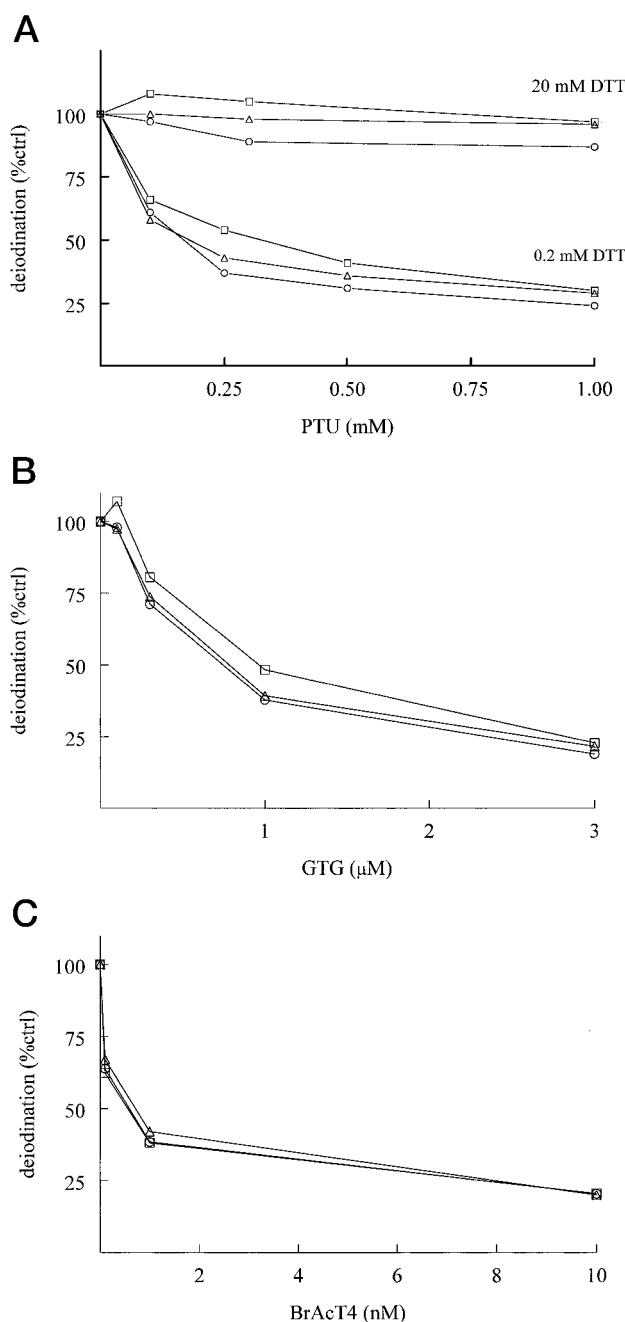 A
20 mM DTT
100
75
deiodination (%ctrl)
50
0.2 mM DTT
25
0.25
0.50
0.75
1.00
PTU (mM)
B
100
75
deiodination (%ctrl)
50
25
1
2
3
GTG (μM)
C
100
75
deiodination (%ctrl)
50
25
2
4
6
8
10
BrAcT4 (nM)